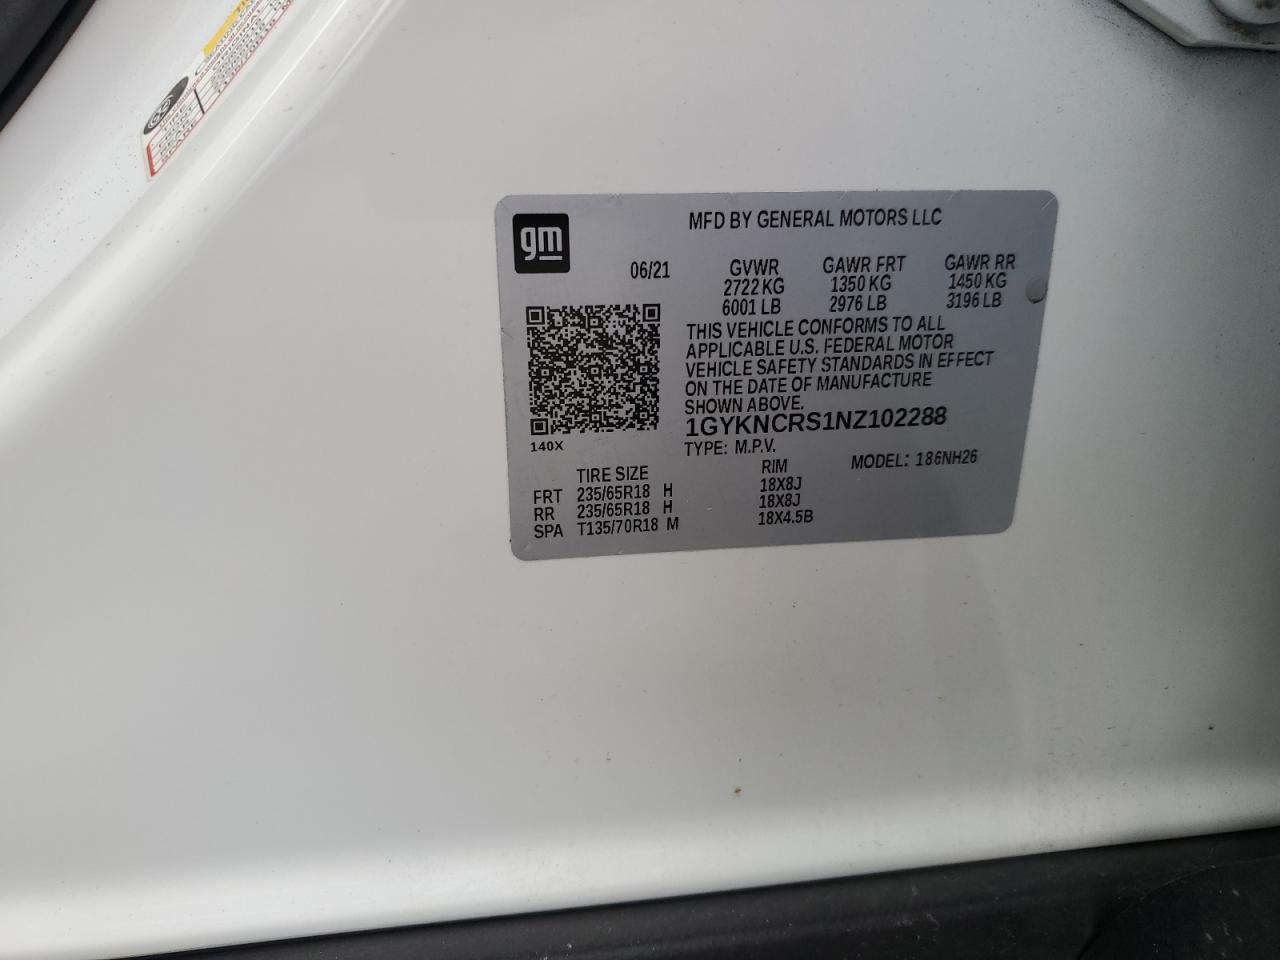 gm
MFD BY GENERAL MOTORS LLC
06/21
GVWR GAWR FRT GAWR RR
2722 KG 1350 KG 1450 KG
6001 LB 2976 LB 3196 LB
THIS VEHICLE CONFORMS TO ALL
APPLICABLE U.S. FEDERAL MOTOR
VEHICLE SAFETY STANDARDS IN EFFECT
ON THE DATE OF MANUFACTURE
SHOWN ABOVE.
1GYKNCRS1NZ102288
140X
TYPE: M.P.V. MODEL: 186NH26
TIRE SIZE RIM
FRT 235/65R18 H 18X8J
RR 235/65R18 H 18X8J
SPA T135/70R18 M 18X4.5B
TIRE
SPARE